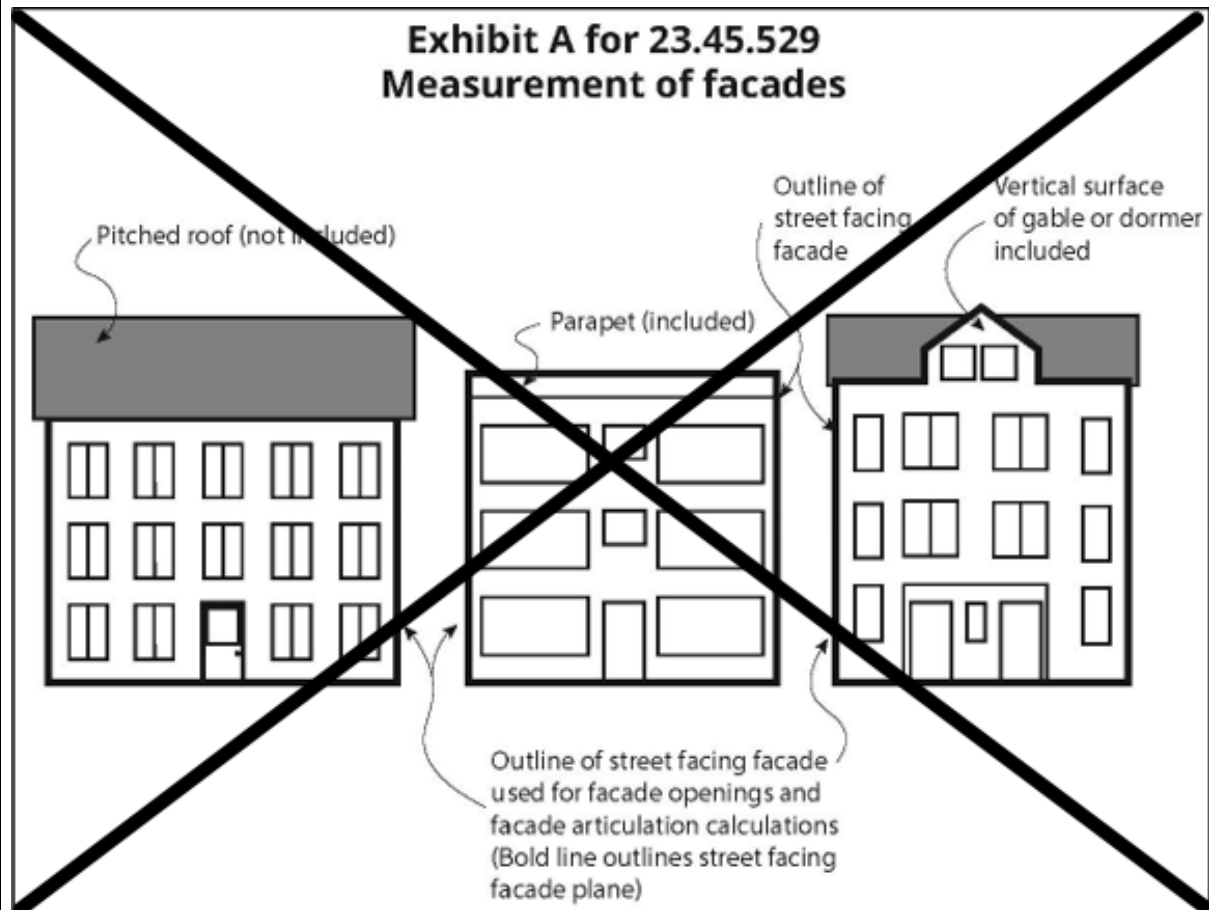 Exhibit A for 23.45.529
Measurement of facades
Pitched roof (not included)
Parapet (included)
Outline of
street facing
facade
Vertical surface
of gable or dormer
included
Outline of street facing facade
used for facade openings and
facade articulation calculations
(Bold line outlines street facing
facade plane)